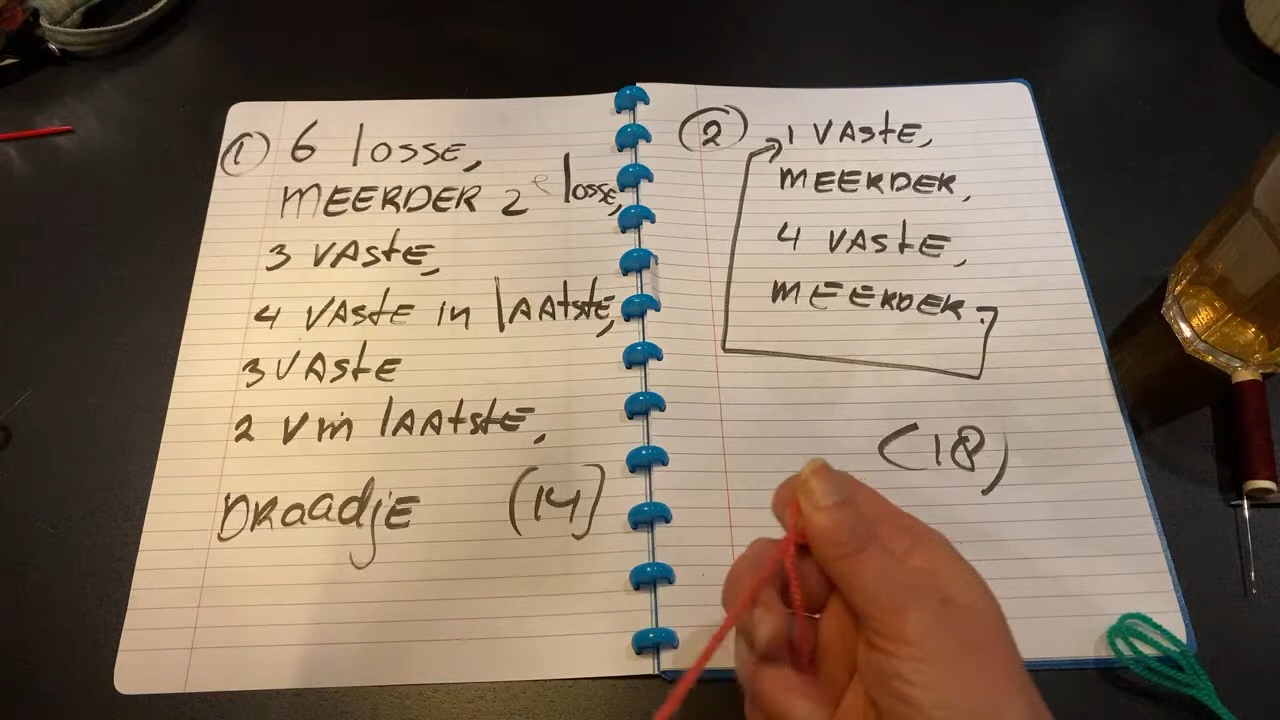 ① 6 losse,
MEERDER 2e losse,
3 VAstE,
4 VAstE in lAAtstE,
3 VAstE
2 V in lAAtstE,
DRaadjE (14)
② 1 VAstE,
MEERDER,
4 VAstE,
MEERDER,
(18)